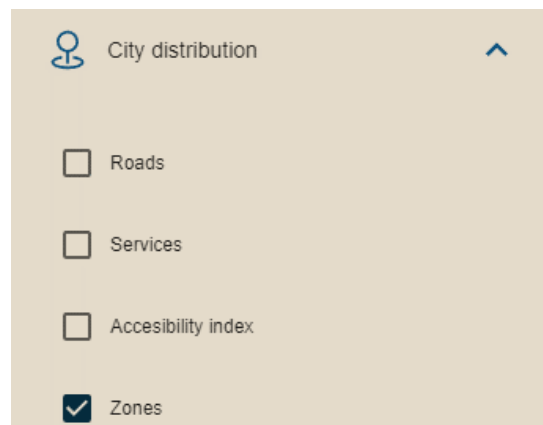 City distribution
Roads
Services
Accesibility index
Zones